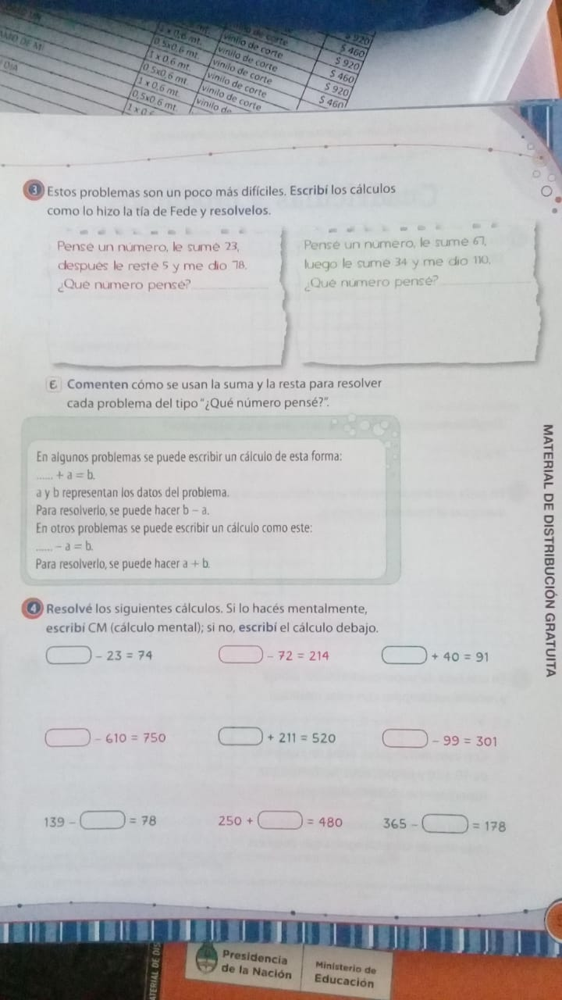 $ 920
1 x 0,6 mt. vinilo de corte $ 460
0,5x0,6 mt. vinilo de corte $ 920
1 x 0,6 mt. vinilo de corte $ 460
0,5x0,6 mt. vinilo de corte $ 920
1 x 0,6 mt. vinilo de corte $ 460
0,5x0,6 mt. vinilo de corte
3 Estos problemas son un poco más difíciles. Escribí los cálculos
como lo hizo la tía de Fede y resolvelos.
Pensé un número, le sumé 23,
después le resté 5 y me dio 78.
¿Qué número pensé?
Pensé un número, le sumé 67,
luego le sumé 34 y me dio 110.
¿Qué número pensé?
E Comenten cómo se usan la suma y la resta para resolver
cada problema del tipo “¿Qué número pensé?”.
En algunos problemas se puede escribir un cálculo de esta forma:
...... + a = b.
a y b representan los datos del problema.
Para resolverlo, se puede hacer b – a.
En otros problemas se puede escribir un cálculo como este:
...... – a = b.
Para resolverlo, se puede hacer a + b.
4 Resolvé los siguientes cálculos. Si lo hacés mentalmente,
escribí CM (cálculo mental); si no, escribí el cálculo debajo.
– 23 = 74 – 72 = 214 + 40 = 91
– 610 = 750 + 211 = 520 – 99 = 301
139 – = 78 250 + = 480 365 – = 178
MATERIAL DE DISTRIBUCIÓN GRATUITA
MATERIAL DE DIS
Presidencia
de la Nación
Ministerio de
Educación